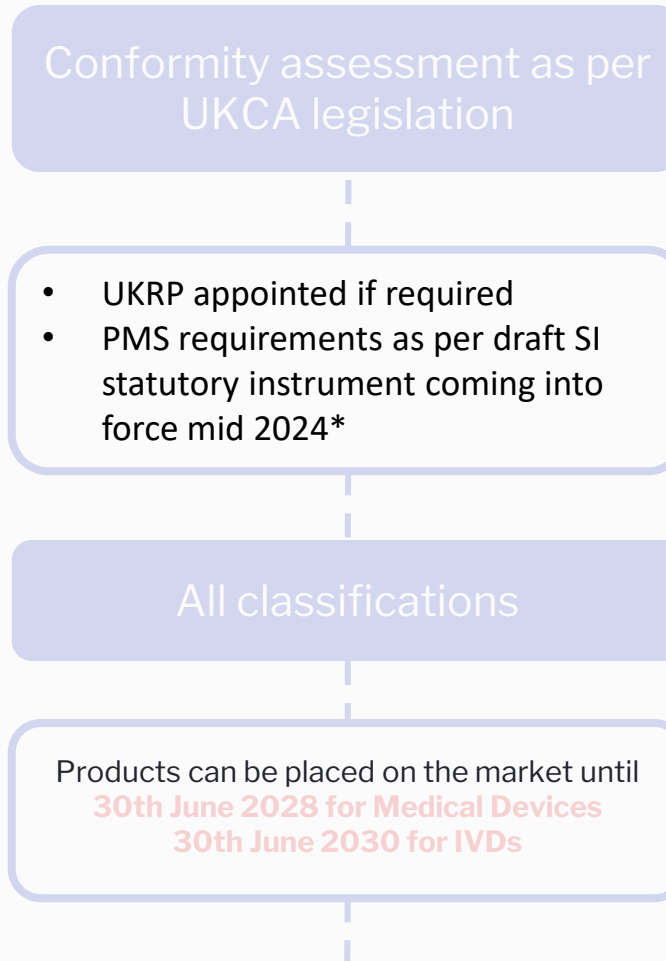 Conformity assessment as per
UKCA legislation
• UKRP appointed if required
• PMS requirements as per draft SI
statutory instrument coming into
force mid 2024*
All classifications
Products can be placed on the market until
30th June 2028 for Medical Devices
30th June 2030 for IVDs